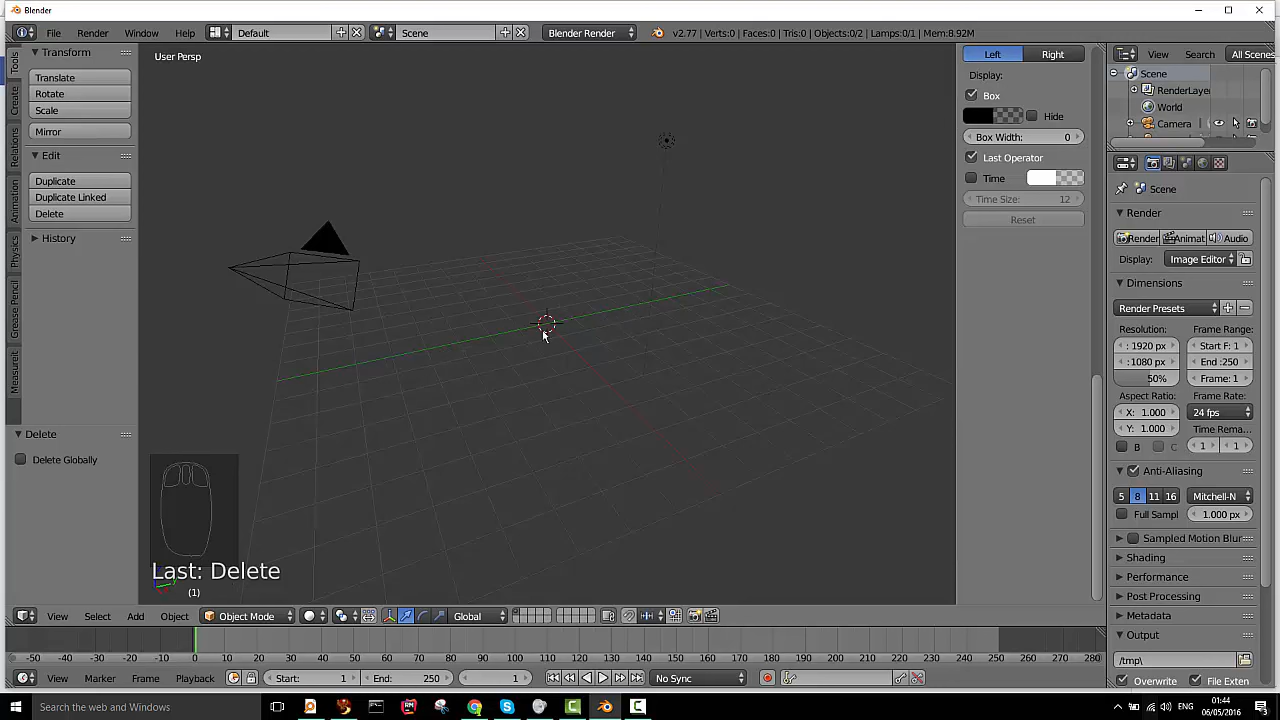 Blender
File Render Window Help Default Scene Blender Render v2.77 | Verts:0 | Faces:0 | Tris:0 | Objects:0/2 | Lamps:0/1 | Mem:8.92M
Tools
Create
Relations
Animation
Physics
Grease Pencil
Measureit
Transform
Translate
Rotate
Scale
Mirror
Edit
Duplicate
Duplicate Linked
Delete
History
Delete
Delete Globally
User Persp
Last: Delete
(1)
Left Right
Display:
Box
Hide
Box Width: 0
Last Operator
Time
Time Size: 12
Reset
View Search All Scenes
Scene
RenderLayer
World
Camera
Scene
Render
Render Animat Audio
Display: Image Editor
Dimensions
Render Presets
Resolution: Frame Range:
: 1920 px Start F: 1
:1080 px End :250
50% Frame: 1
Aspect Ratio: Frame Rate:
X: 1.000 24 fps
Y: 1.000 Time Rema...
B C 1 1
Anti-Aliasing
5 8 11 16 Mitchell-N
Full Sampl 1.000 px
Sampled Motion Blur
Shading
Performance
Post Processing
Metadata
Output
/tmp\
Overwrite File Exten
View Select Add Object Object Mode Global
-50 -40 -30 -20 -10 0 10 20 30 40 50 60 70 80 90 100 110 120 130 140 150 160 170 180 190 200 210 220 230 240 250 260 270 280
View Marker Frame Playback Start: 1 End: 250 1 No Sync
Search the web and Windows
ENG
01:44
06/05/2016